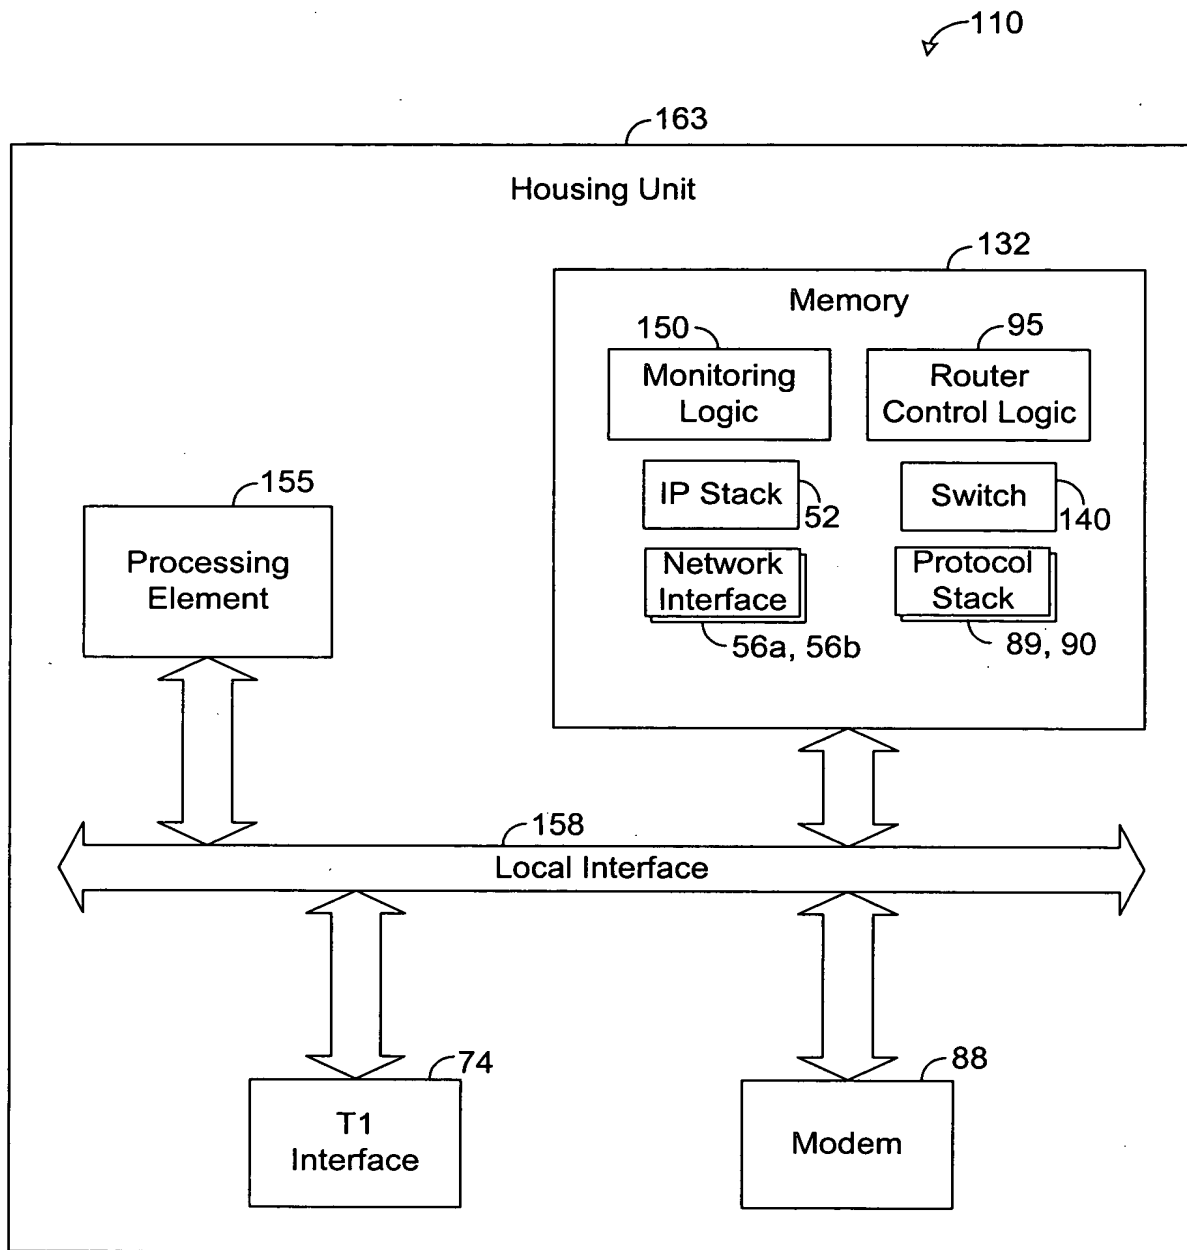 110
163
Housing Unit
132
Memory
150
95
Monitoring
Logic
Router
Control Logic
IP Stack
52
Switch
140
Network
Interface
56a, 56b
Protocol
Stack
89, 90
155
Processing
Element
158
Local Interface
74
T1
Interface
88
Modem